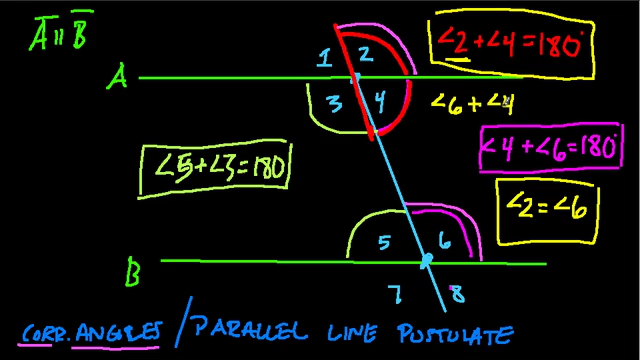 A || B
∠2 + ∠4 = 180°
1 2
A
3 4
∠6 + ∠4
∠4 + ∠6 = 180°
∠5 + ∠3 = 180
∠2 = ∠6
5 6
B
7 8
CORR. ANGLES / PARALLEL LINE POSTULATE